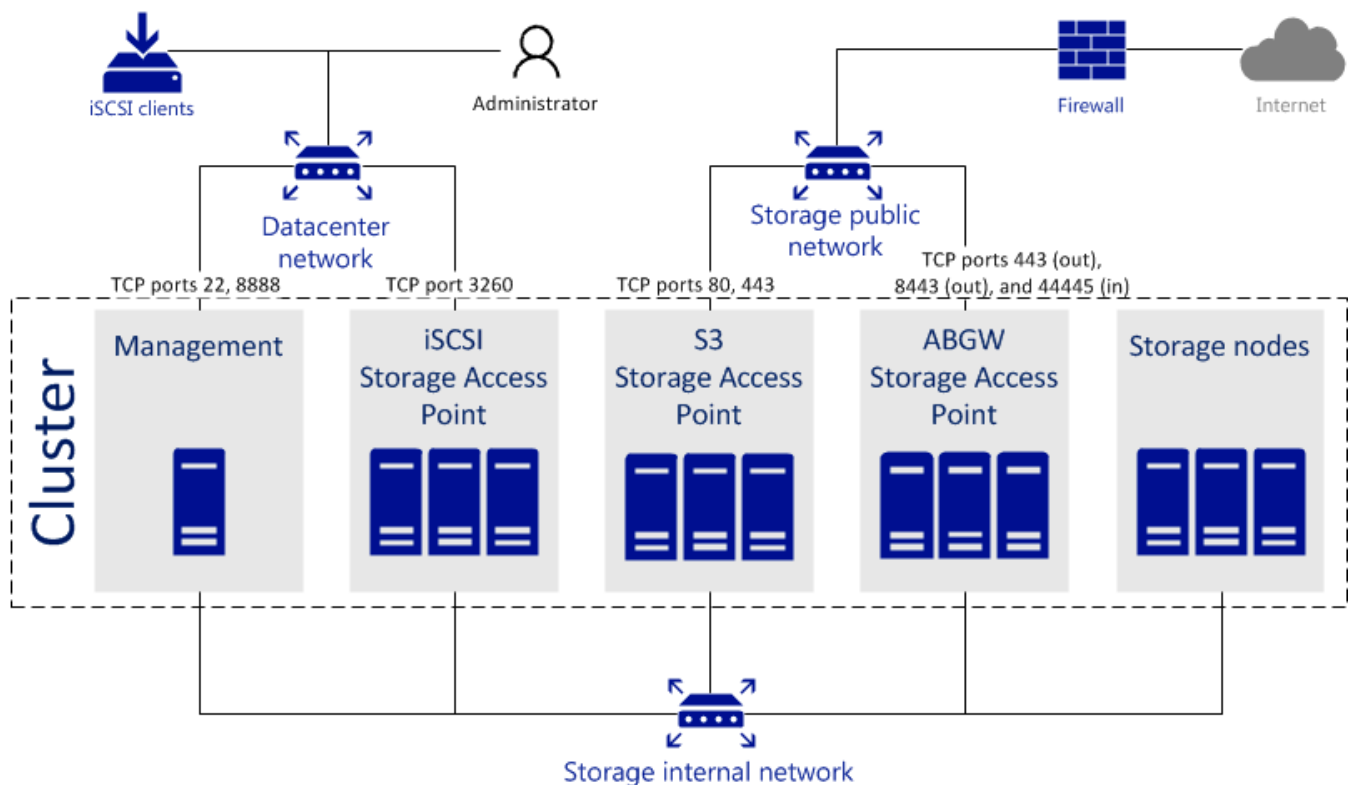 iSCSI clients
Administrator
Firewall
Internet
Datacenter
network
Storage public
network
TCP ports 22, 8888
TCP port 3260
TCP ports 80, 443
TCP ports 443 (out),
8443 (out), and 44445 (in)
Cluster
Management
iSCSI
Storage Access
Point
S3
Storage Access
Point
ABGW
Storage Access
Point
Storage nodes
Storage internal network